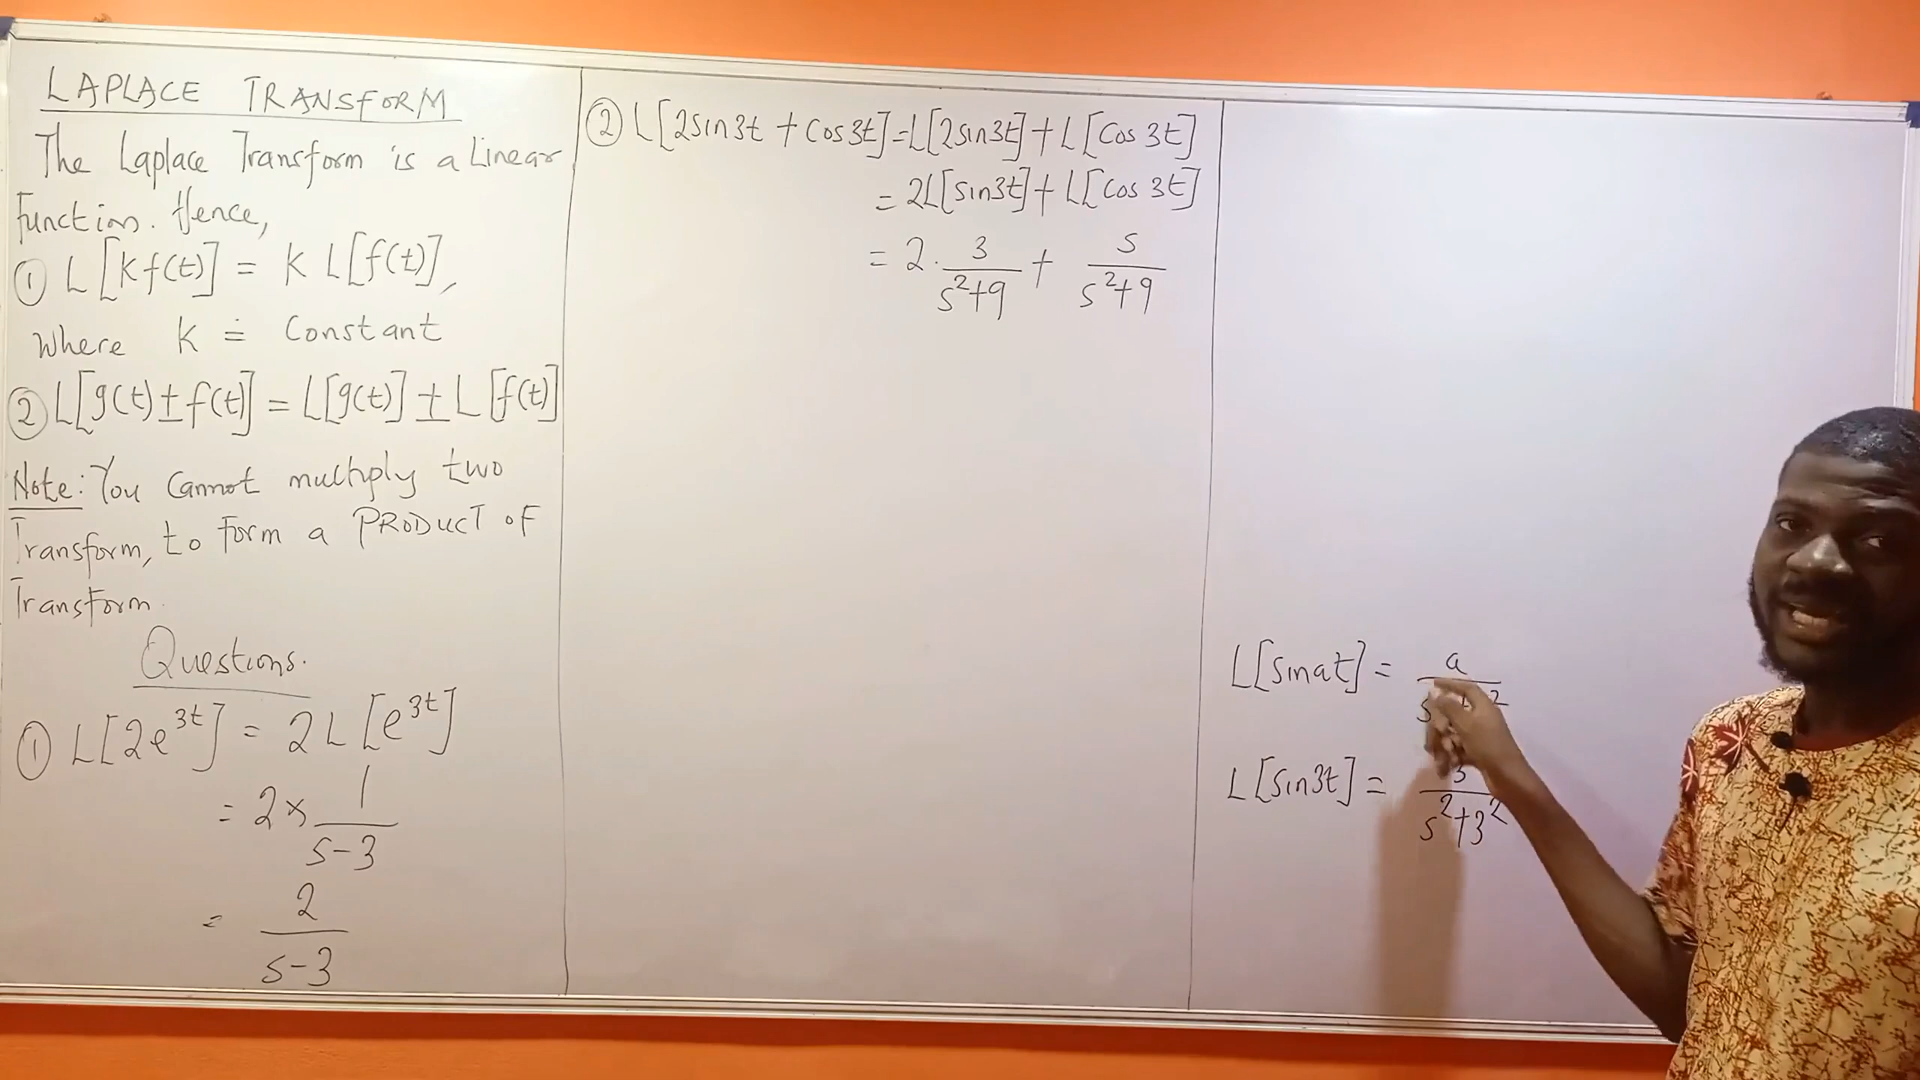 LAPLACE TRANSFORM
The Laplace Transform is a Linear
Function. Hence,
① L[Kf(t)] = K L[f(t)],
Where K = Constant
② L[g(t)±f(t)] = L[g(t)] ± L[f(t)]
Note: You Cannot multiply two
Transform, to form a PRODUCT OF
Transform.
Questions.
① L[2e^3t] = 2L[e^3t]
= 2 × 1/(s-3)
= 2/(s-3)
② L[2sin3t + Cos3t] = L[2sin3t] + L[Cos 3t]
= 2L[sin3t] + L[Cos 3t]
= 2 · 3/(s²+9) + s/(s²+9)
L[sinat] = a
L[sin3t] = 3/(s²+3²)